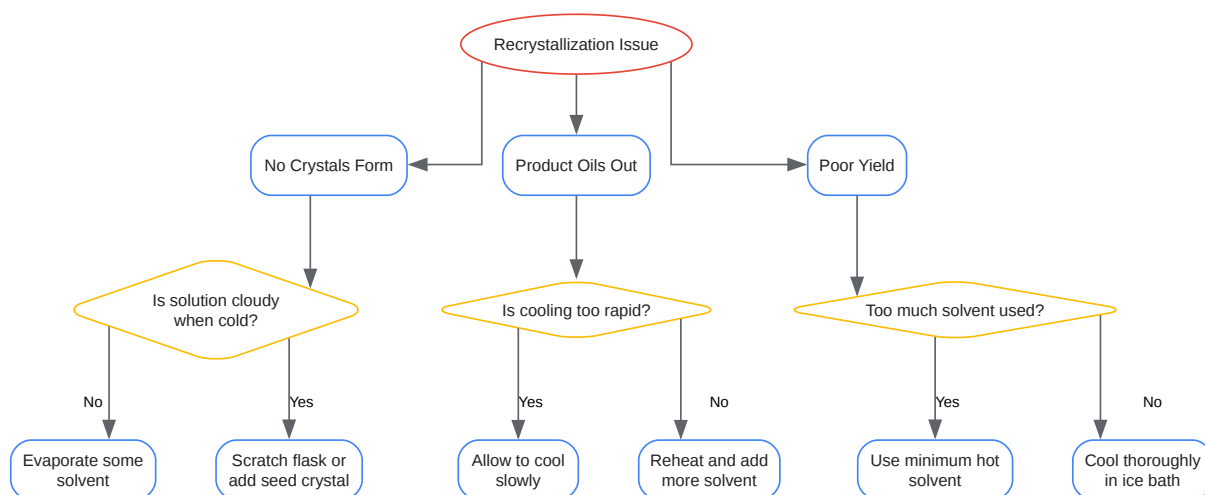 Recrystallization Issue
No Crystals Form
Product Oils Out
Poor Yield
Is solution cloudy
when cold?
Is cooling too rapid?
Too much solvent used?
No
Yes
Yes
No
Yes
No
Evaporate some
solvent
Scratch flask or
add seed crystal
Allow to cool
slowly
Reheat and add
more solvent
Use minimum hot
solvent
Cool thoroughly
in ice bath